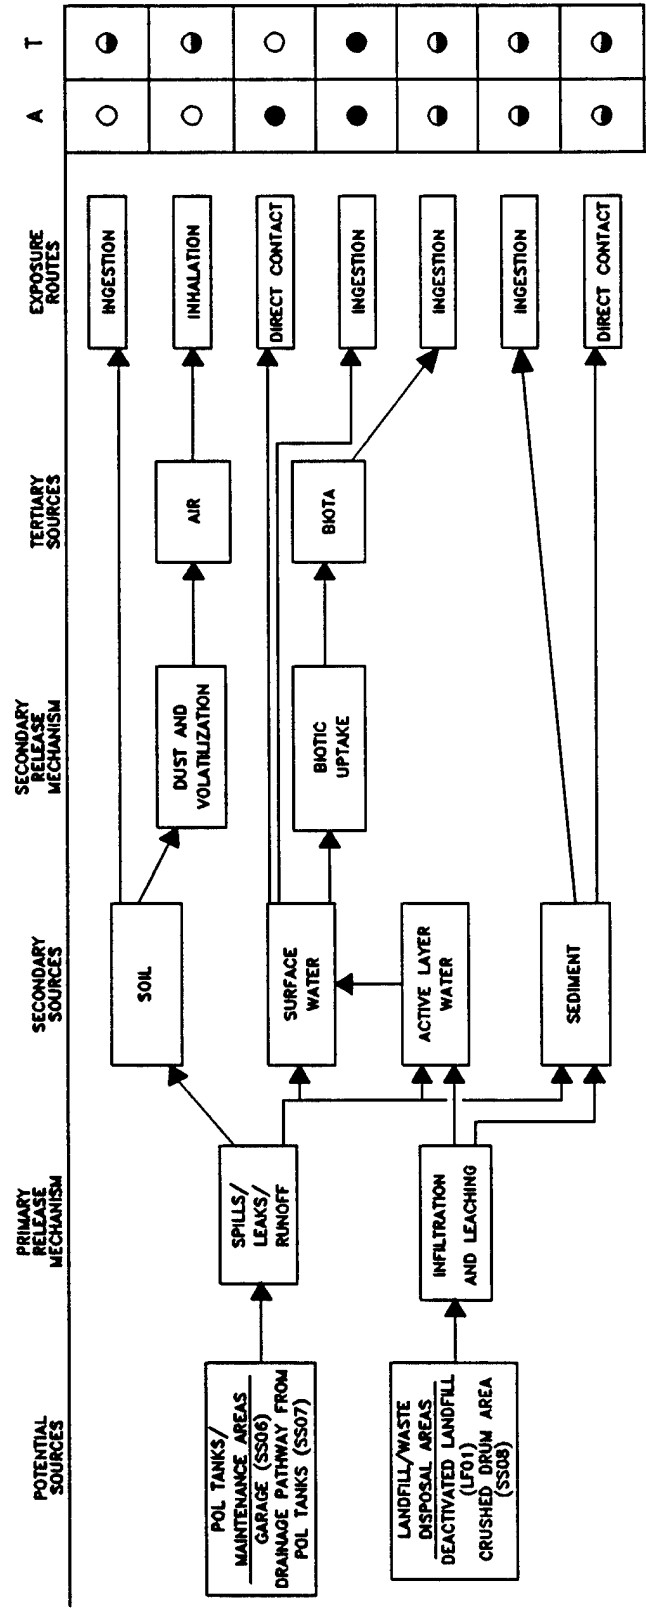 POTENTIAL
SOURCES
PRIMARY
RELEASE
MECHANISM
SECONDARY
SOURCES
SECONDARY
RELEASE
MECHANISM
TERTIARY
SOURCES
EXPOSURE
ROUTES
A
T
POL TANKS/
MAINTENANCE AREAS
GARAGE (SS06)
DRAINAGE PATHWAY FROM
POL TANKS (SS07)
LANDFILL/WASTE
DISPOSAL AREAS
DEACTIVATED LANDFILL
(LF01)
CRUSHED DRUM AREA
(SS08)
SPILLS/
LEAKS/
RUNOFF
INFILTRATION
AND LEACHING
SOIL
SURFACE
WATER
ACTIVE LAYER
WATER
SEDIMENT
DUST AND
VOLATILIZATION
BIOTIC
UPTAKE
AIR
BIOTA
INGESTION
INHALATION
DIRECT CONTACT
INGESTION
INGESTION
INGESTION
DIRECT CONTACT